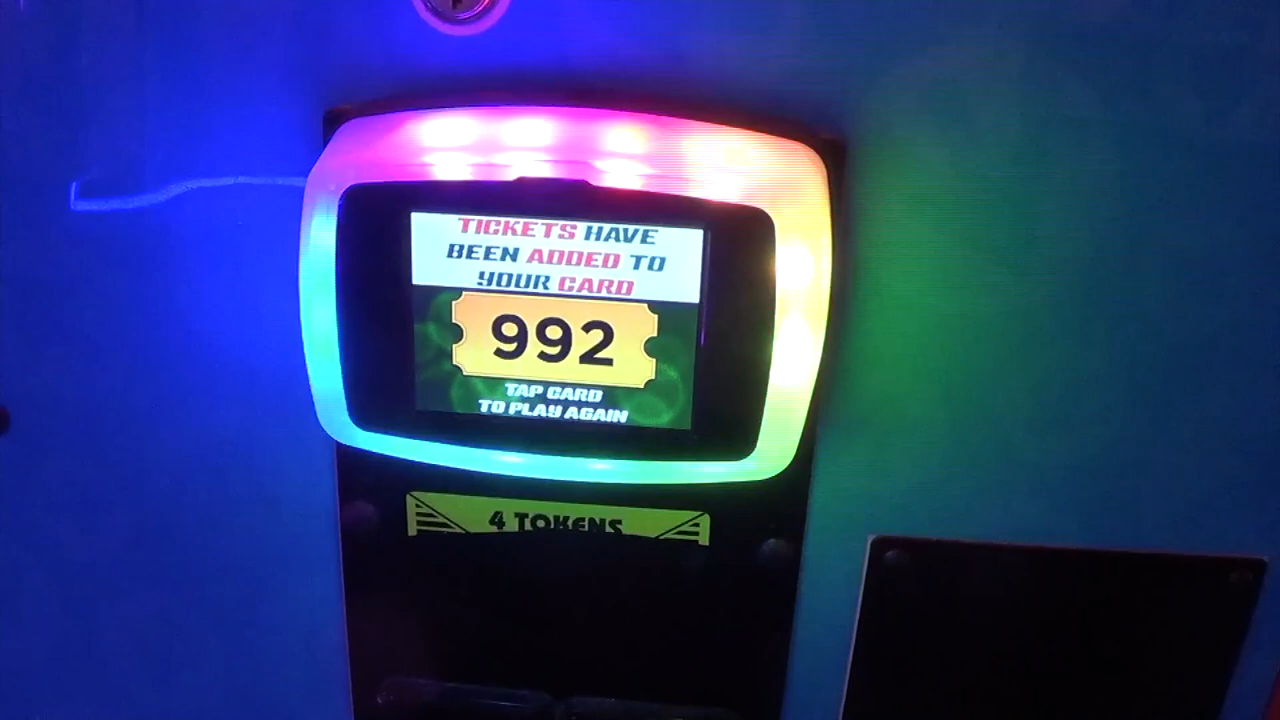 TICKETS HAVE
BEEN ADDED TO
YOUR CARD
992
TAP CARD
TO PLAY AGAIN
4 TOKENS